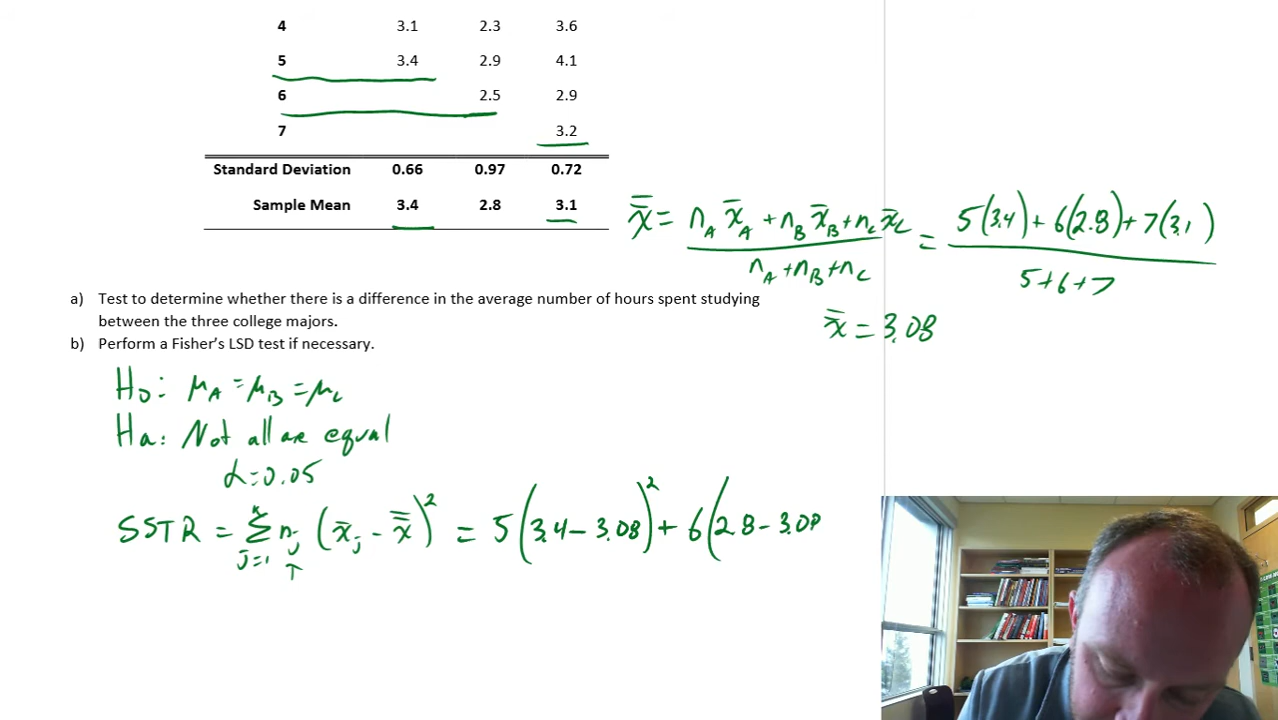 4 3.1 2.3 3.6
5 3.4 2.9 4.1
6 2.5 2.9
7 3.2
Standard Deviation 0.66 0.97 0.72
Sample Mean 3.4 2.8 3.1
x̿ = (n_A x̄_A + n_B x̄_B + n_C x̄_C) / (n_A + n_B + n_C) = (5(3.4) + 6(2.8) + 7(3.1)) / (5+6+7)
x̿ = 3.08
a) Test to determine whether there is a difference in the average number of hours spent studying
between the three college majors.
b) Perform a Fisher's LSD test if necessary.
H₀: μ_A = μ_B = μ_C
Ha: Not all are equal
α = 0.05
SSTR = Σ_{j=1}^{k} n_j (x̄_j - x̿)² = 5(3.4 - 3.08)² + 6(2.8 - 3.08